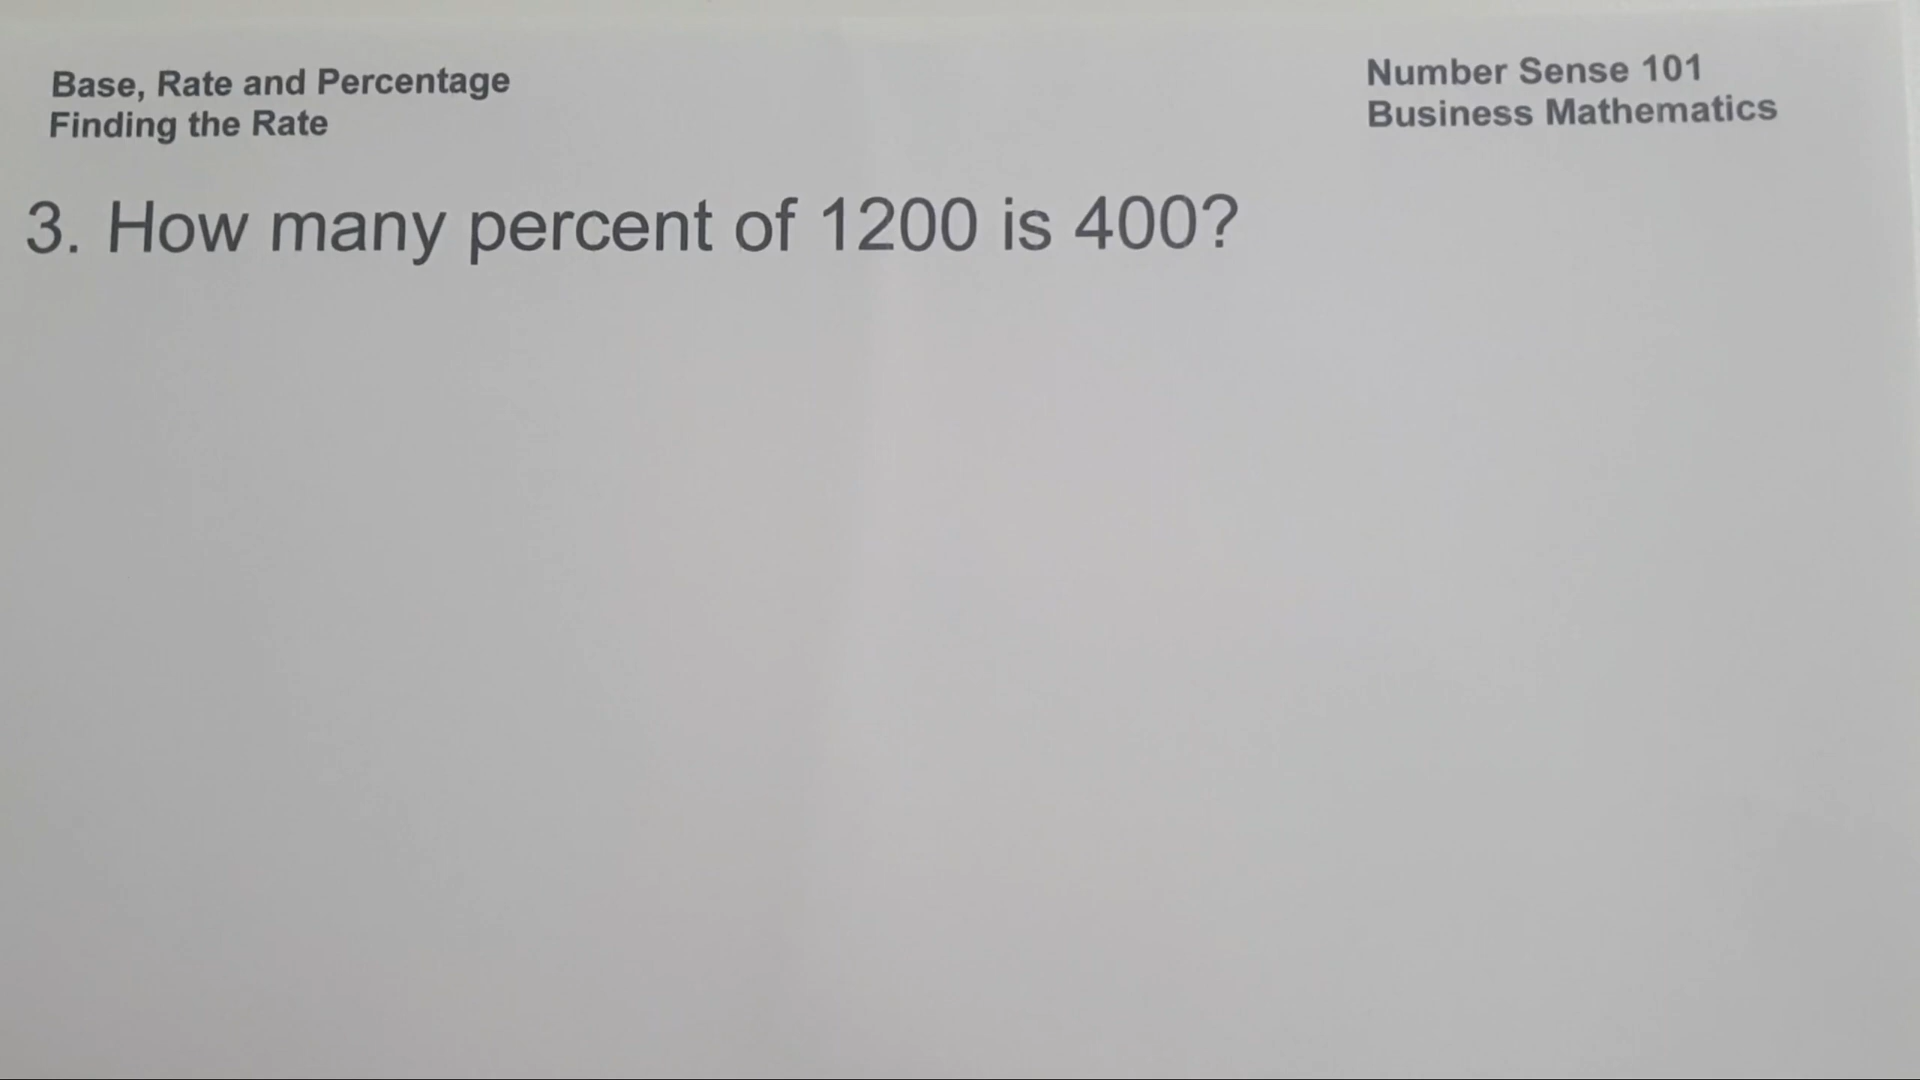 Base, Rate and Percentage
Finding the Rate
Number Sense 101
Business Mathematics
3. How many percent of 1200 is 400?